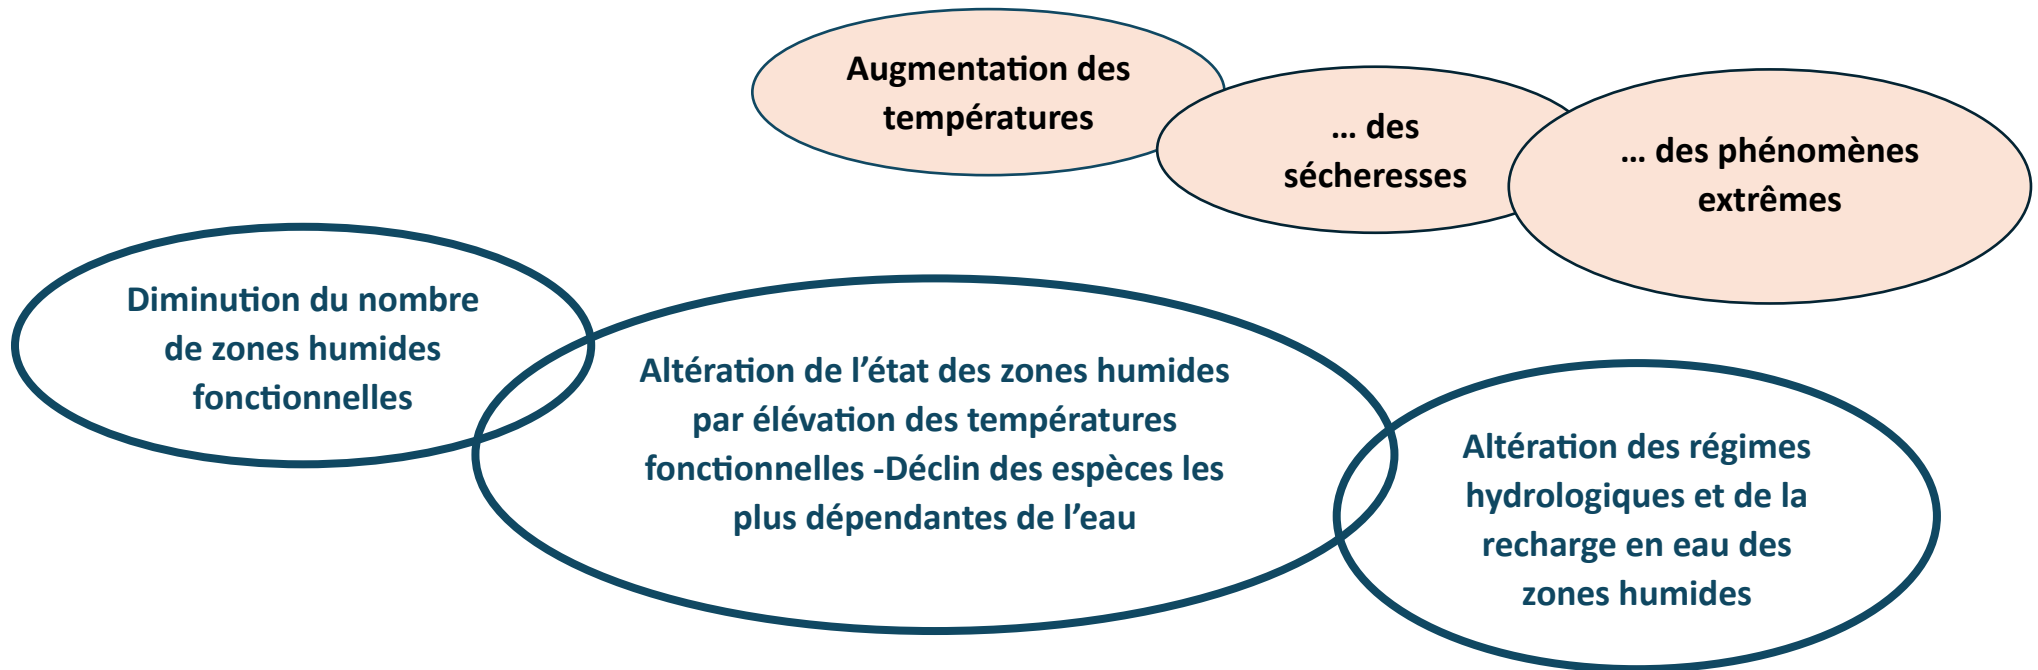 Augmentation des
températures
... des
sécheresses
... des phénomènes
extrêmes
Diminution du nombre
de zones humides
fonctionnelles
Altération de l’état des zones humides
par élévation des températures
fonctionnelles -Déclin des espèces les
plus dépendantes de l’eau
Altération des régimes
hydrologiques et de la
recharge en eau des
zones humides